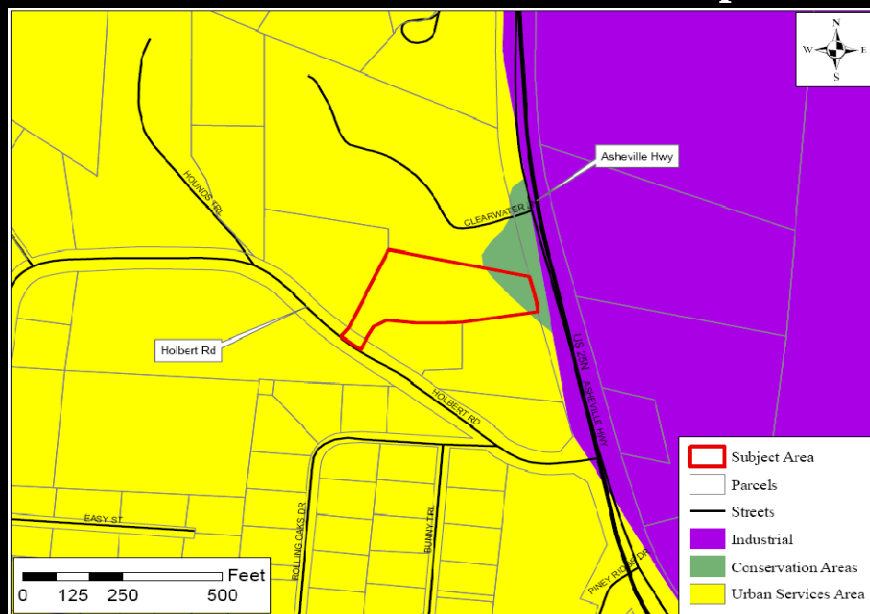 N
W E
S
Asheville Hwy
HOUNDS TRL
CLEARWATER
Holbert Rd
US 25N
ASHEVILLE HWY
HOLBERT RD
EASY ST
ROLLING OAKS DR
BUNNY TRL
PINEY RIDGE DR
Feet
0 125 250 500
Subject Area
Parcels
Streets
Industrial
Conservation Areas
Urban Services Area